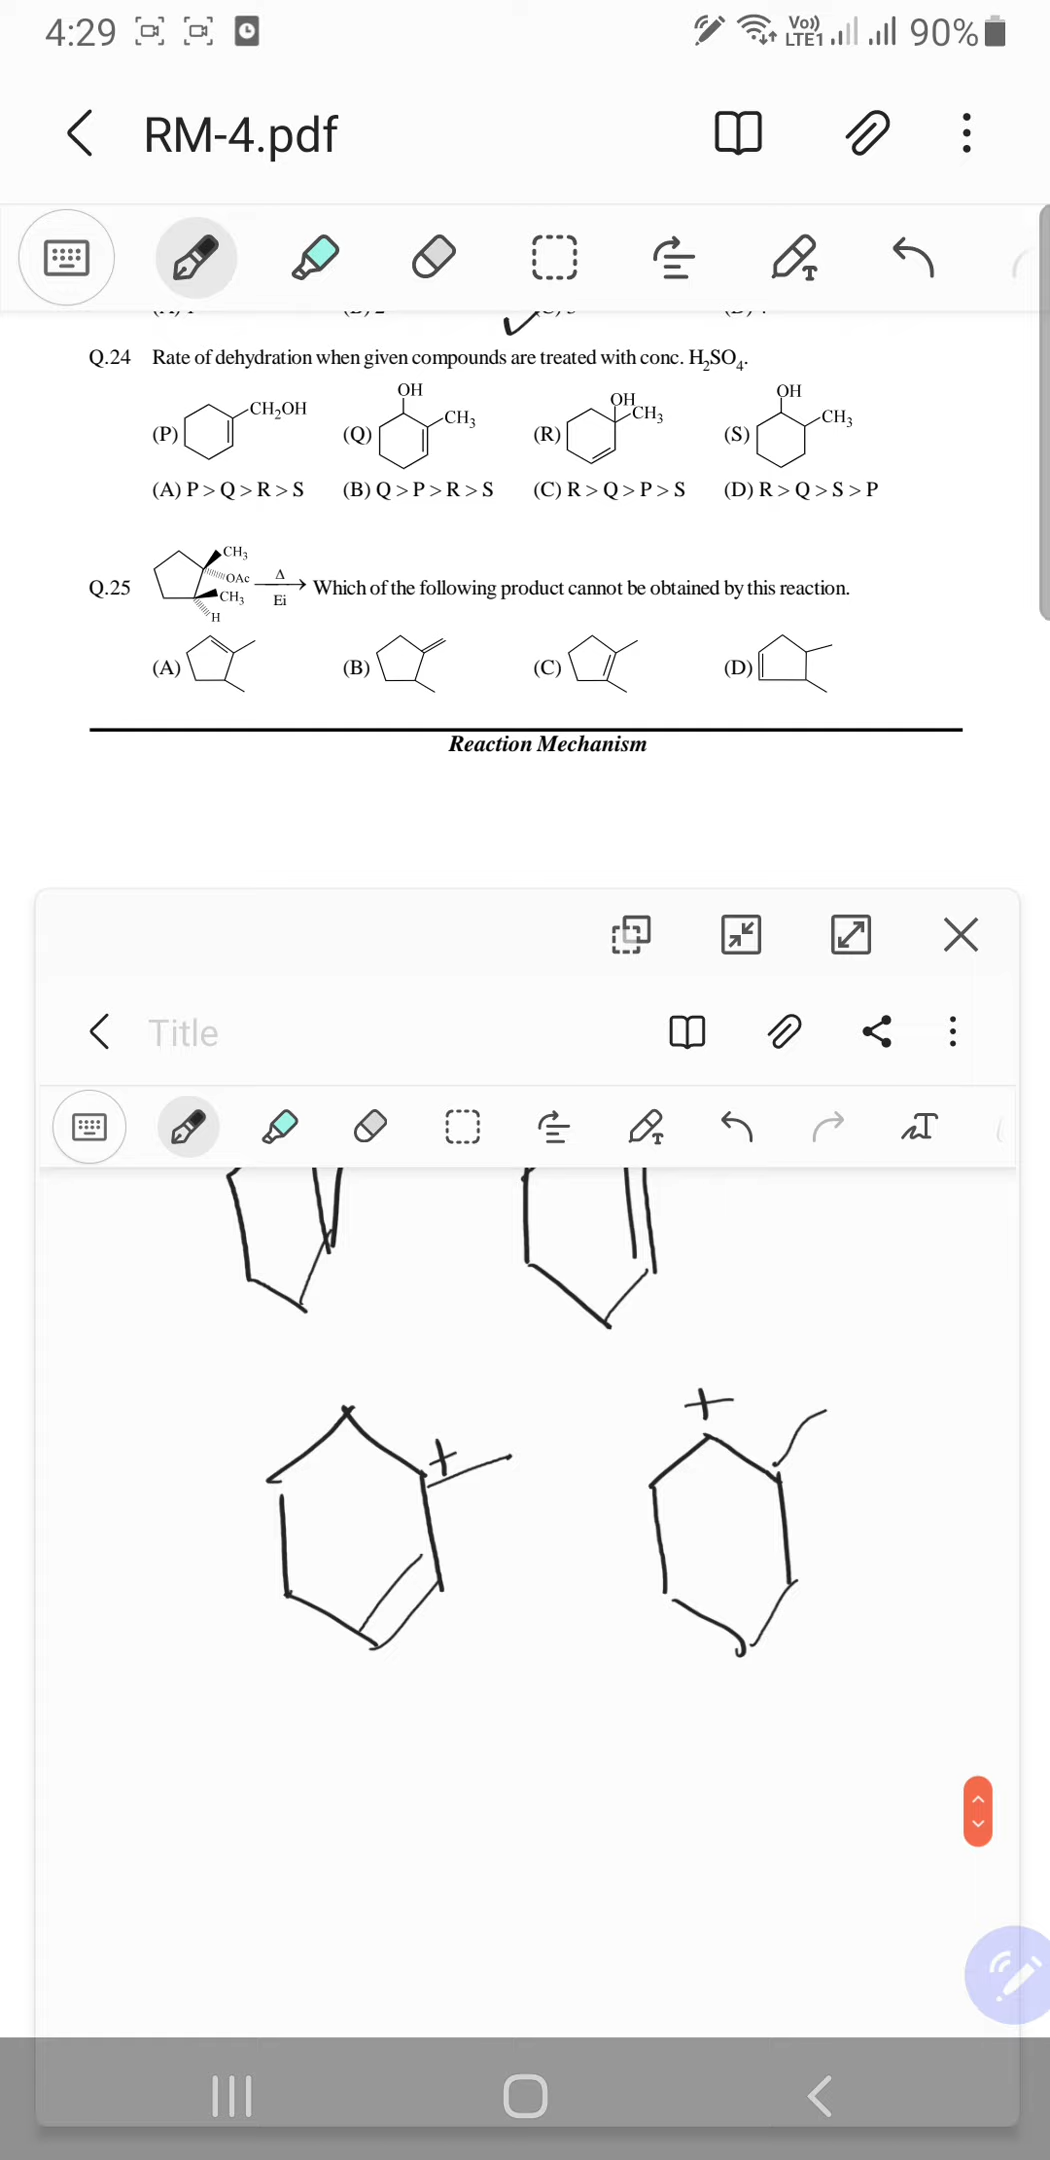 4:29 Vo)) LTE1 90%
RM-4.pdf
Q.24 Rate of dehydration when given compounds are treated with conc. H₂SO₄.
(P) CH₂OH (Q) OH CH₃ (R) OH CH₃ (S) OH CH₃
(A) P > Q > R > S (B) Q > P > R > S (C) R > Q > P > S (D) R > Q > S > P
Q.25 CH₃ OAc CH₃ H Δ Ei Which of the following product cannot be obtained by this reaction.
(A) (B) (C) (D)
Reaction Mechanism
Title
+ +